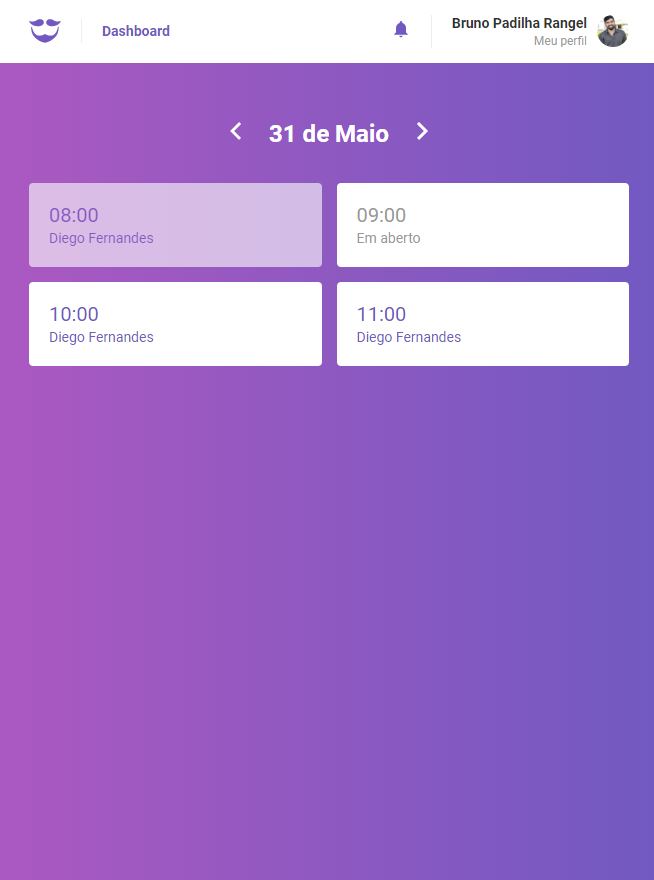 Dashboard
Bruno Padilha Rangel
Meu perfil
31 de Maio
08:00
Diego Fernandes
09:00
Em aberto
10:00
Diego Fernandes
11:00
Diego Fernandes